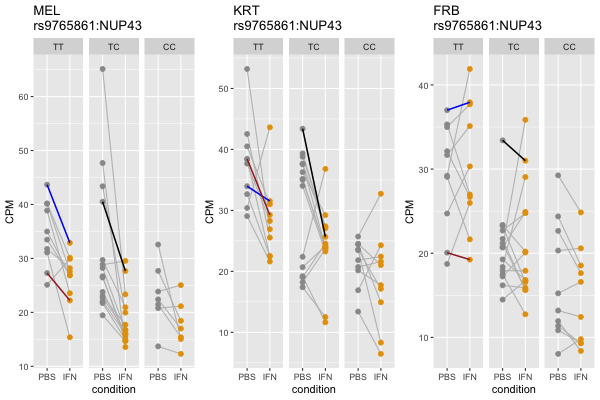 MEL
rs9765861:NUP43
TT TC CC
CPM
60
50
40
30
20
10
PBS IFN PBS IFN PBS IFN
condition
KRT
rs9765861:NUP43
TT TC CC
CPM
50
40
30
20
10
PBS IFN PBS IFN PBS IFN
condition
FRB
rs9765861:NUP43
TT TC CC
CPM
40
30
20
10
PBS IFN PBS IFN PBS IFN
condition